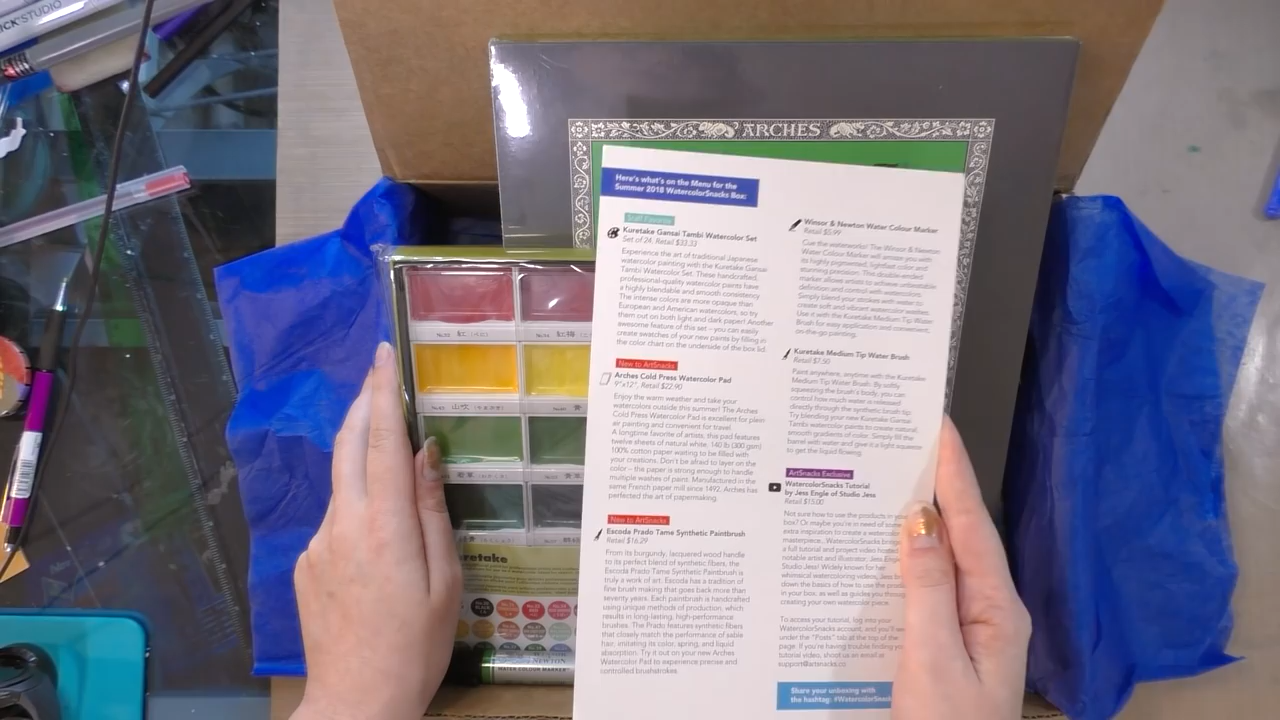 ARCHES
Here's what's on the Menu for the
Summer 2018 WatercolorSnacks Box:
Staff Favorite
Kuretake Gansai Tambi Watercolor Set
Set of 24, Retail $33.33
Experience the art of traditional Japanese
watercolor painting with the Kuretake Gansai
Tambi Watercolor Set. These handcrafted,
professional-quality watercolor paints have
a highly blendable and smooth consistency.
The intense colors are more opaque than
European and American watercolors, so try
them out on both light and dark paper! Another
awesome feature of this set – you can easily
create swatches of your new paints by filling in
the color chart on the underside of the box lid.
New to ArtSnacks
Arches Cold Press Watercolor Pad
9"x12", Retail $22.90
Enjoy the warm weather and take your
watercolors outside this summer! The Arches
Cold Press Watercolor Pad is excellent for plein
air painting and convenient for travel.
A longtime favorite of artists, this pad features
twelve sheets of natural white, 140 lb (300 gsm)
100% cotton paper waiting to be filled with
your creations. Don't be afraid to layer on the
color – the paper is strong enough to handle
multiple washes of paint. Manufactured in the
same French paper mill since 1492, Arches has
perfected the art of papermaking.
New to ArtSnacks
Escoda Prado Tame Synthetic Paintbrush
Retail $16.29
From its burgundy, lacquered wood handle
to its perfect blend of synthetic fibers, the
Escoda Prado Tame Synthetic Paintbrush is
truly a work of art. Escoda has a tradition of
fine brush making that goes back more than
seventy years. Each paintbrush is handcrafted
using unique methods of production, which
results in long-lasting, high-performance
brushes. The Prado features synthetic fibers
that closely match the performance of sable
hair, imitating its color, spring, and liquid
absorption. Try it out on your new Arches
Watercolor Pad to experience precise and
controlled brushstrokes.
Winsor & Newton Water Colour Marker
Retail $5.99
Cue the waterworks! The Winsor & Newton
Water Colour Marker will amaze you with
its highly pigmented, lightfast color and
stunning precision. This double-ended
marker allows artists to achieve unbeatable
definition and control with watercolors.
Simply blend your strokes with water to
create soft and vibrant watercolor washes.
Use it with the Kuretake Medium Tip Water
Brush for easy application and convenient,
on-the-go painting.
Kuretake Medium Tip Water Brush
Retail $7.50
Paint anywhere, anytime with the Kuretake
Medium Tip Water Brush. By softly
squeezing the brush's body, you can
control how much water is released
directly through the synthetic brush tip.
Try blending your new Kuretake Gansai
Tambi watercolor paints to create natural,
smooth gradients of color. Simply fill the
barrel with water and give it a light squeeze
to get the liquid flowing.
ArtSnacks Exclusive
WatercolorSnacks Tutorial
by Jess Engle of Studio Jess
Retail $15.00
Not sure how to use the products in your
box? Or maybe you're in need of some
extra inspiration to create a watercolor
masterpiece... WatercolorSnacks brings
a full tutorial and project video hosted
notable artist and illustrator: Jess Engle
Studio Jess! Widely known for her
whimsical watercoloring videos, Jess
down the basics of how to use the
in your box, as well as guides you
creating your own watercolor piece.
To access your tutorial, log into your
WatercolorSnacks account, and you'll
under the "Posts" tab at the top of the
page. If you are having trouble finding
tutorial video, shoot us an email at
support@artsnacks.co
Share your unboxing with
the hashtag: #WatercolorSnac
山吹
uretake
WATER COLOUR MARKER
STUDIO